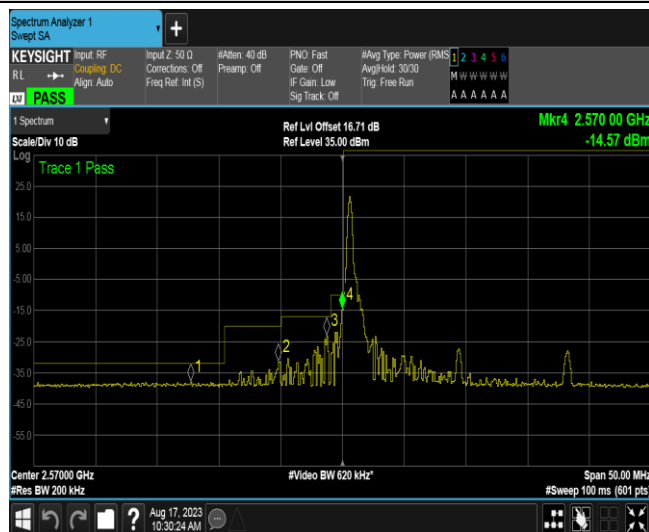 Spectrum Analyzer 1
Swept SA
+
KEYSIGHT
RL
LXI PASS
Input: RF
Coupling: DC
Align: Auto
Input Z: 50 Ω
Corrections: Off
Freq Ref: Int (S)
#Atten: 40 dB
Preamp: Off
PNO: Fast
Gate: Off
IF Gain: Low
Sig Track: Off
#Avg Type: Power (RMS
Avg|Hold: 30/30
Trig: Free Run
1 2 3 4 5 6
M W W W W W
A A A A A A
1 Spectrum
Scale/Div 10 dB
Ref Lvl Offset 16.71 dB
Ref Level 35.00 dBm
Mkr4 2.570 00 GHz
-14.57 dBm
Log
Trace 1 Pass
25.0
15.0
5.00
-5.00
-15.0
-25.0
-35.0
-45.0
-55.0
1
2
3
4
Center 2.57000 GHz
#Res BW 200 kHz
#Video BW 620 kHz*
Span 50.00 MHz
#Sweep 100 ms (601 pts)
?
Aug 17, 2023
10:30:24 AM